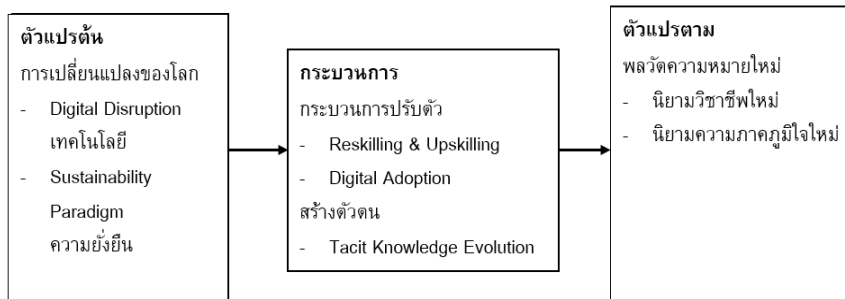 ตัวแปรต้น
การเปลี่ยนแปลงของโลก
- Digital Disruption
เทคโนโลยี
- Sustainability
Paradigm
ความยั่งยืน
กระบวนการ
กระบวนการปรับตัว
- Reskilling & Upskilling
- Digital Adoption
สร้างตัวตน
- Tacit Knowledge Evolution
ตัวแปรตาม
พลวัตความหมายใหม่
- นิยามวิชาชีพใหม่
- นิยามความภาคภูมิใจใหม่